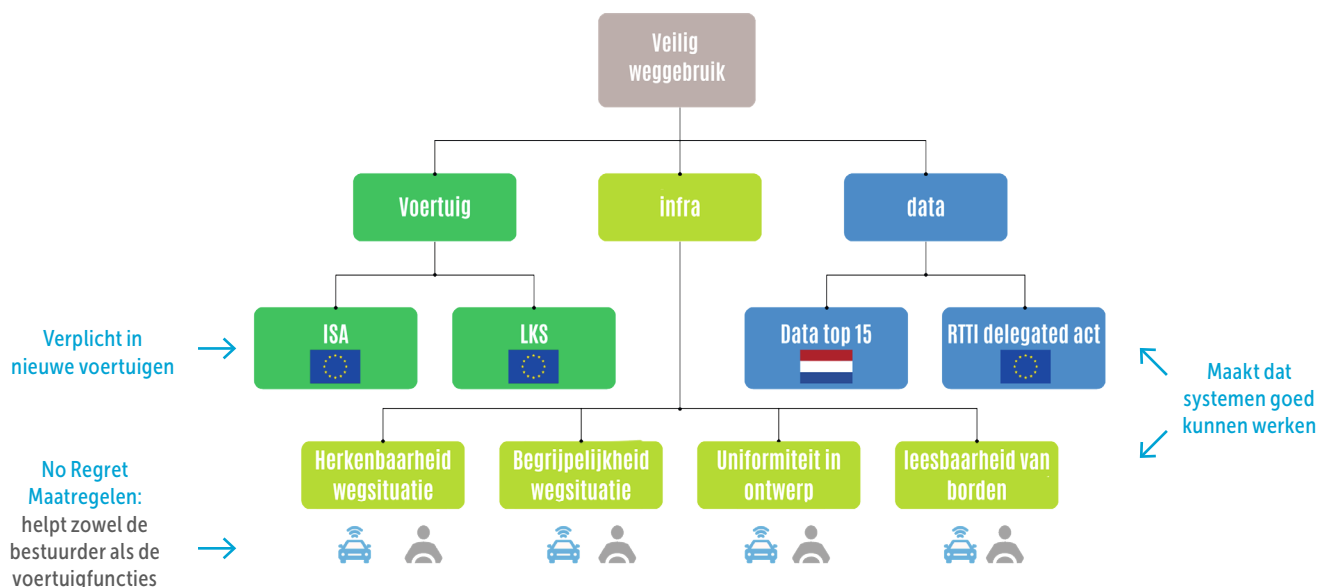 Veilig
weggebruik
Voertuig
infra
data
Verplicht in
nieuwe voertuigen
ISA
LKS
Data top 15
RTTI delegated act
Maakt dat
systemen goed
kunnen werken
No Regret
Maatregelen:
helpt zowel de
bestuurder als de
voertuigfuncties
Herkenbaarheid
wegsituatie
Begrijpelijkheid
wegsituatie
Uniformiteit in
ontwerp
leesbaarheid van
borden